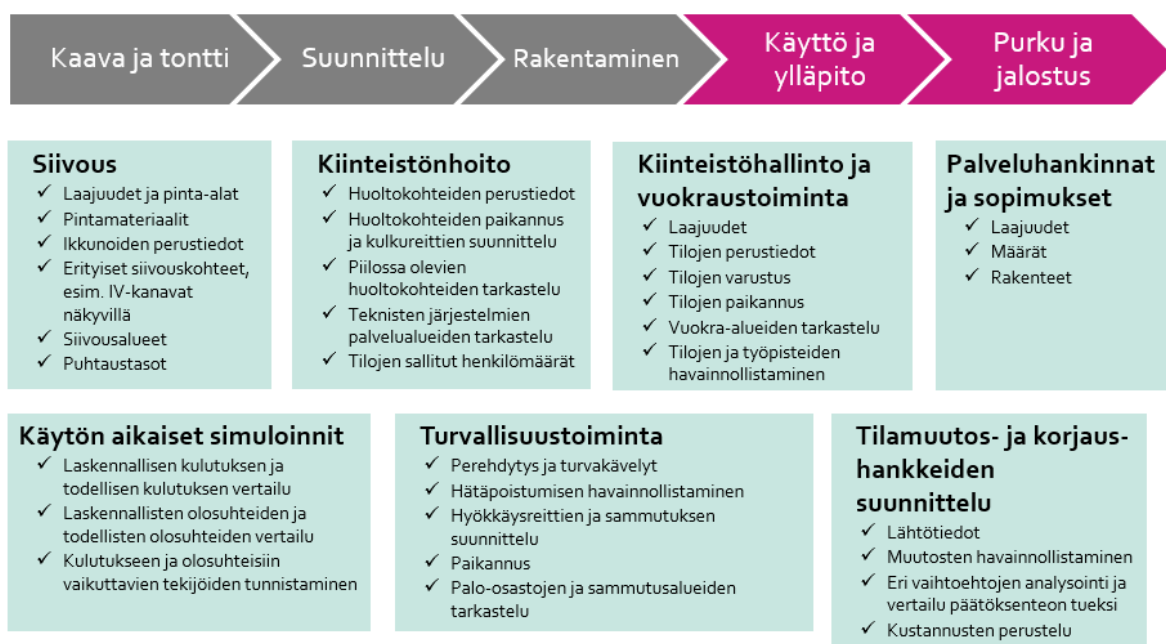 Kaava ja tontti
Suunnittelu
Rakentaminen
Käyttö ja
ylläpito
Purku ja
jalostus
Siivous
✓ Laajuudet ja pinta-alat
✓ Pintamateriaalit
✓ Ikkunoiden perustiedot
✓ Erityiset siivouskohteet,
esim. IV-kanavat
näkyvillä
✓ Siivousalueet
✓ Puhtaustasot
Kiinteistönhoito
✓ Huoltokohteiden perustiedot
✓ Huoltokohteiden paikannus
ja kulkureittien suunnittelu
✓ Piilossa olevien
huoltokohteiden tarkastelu
✓ Teknisten järjestelmien
palvelualueiden tarkastelu
✓ Tilojen sallitut henkilömäärät
Kiinteistöhallinto ja
vuokraustoiminta
✓ Laajuudet
✓ Tilojen perustiedot
✓ Tilojen varustus
✓ Tilojen paikannus
✓ Vuokra-alueiden tarkastelu
✓ Tilojen ja työpisteiden
havainnollistaminen
Palveluhankinnat
ja sopimukset
✓ Laajuudet
✓ Määrät
✓ Rakenteet
Käytön aikaiset simuloinnit
✓ Laskennallisen kulutuksen ja
todellisen kulutuksen vertailu
✓ Laskennallisten olosuhteiden ja
todellisten olosuhteiden vertailu
✓ Kulutukseen ja olosuhteisiin
vaikuttavien tekijöiden tunnistaminen
Turvallisuustoiminta
✓ Perehdytys ja turvakävelyt
✓ Hätäpoistumisen havainnollistaminen
✓ Hyökkäysreittien ja sammutuksen
suunnittelu
✓ Paikannus
✓ Palo-osastojen ja sammutusalueiden
tarkastelu
Tilamuutos- ja korjaus-
hankkeiden
suunnittelu
✓ Lähtötiedot
✓ Muutosten havainnollistaminen
✓ Eri vaihtoehtojen analysointi ja
vertailu päätöksenteon tueksi
✓ Kustannusten perustelu